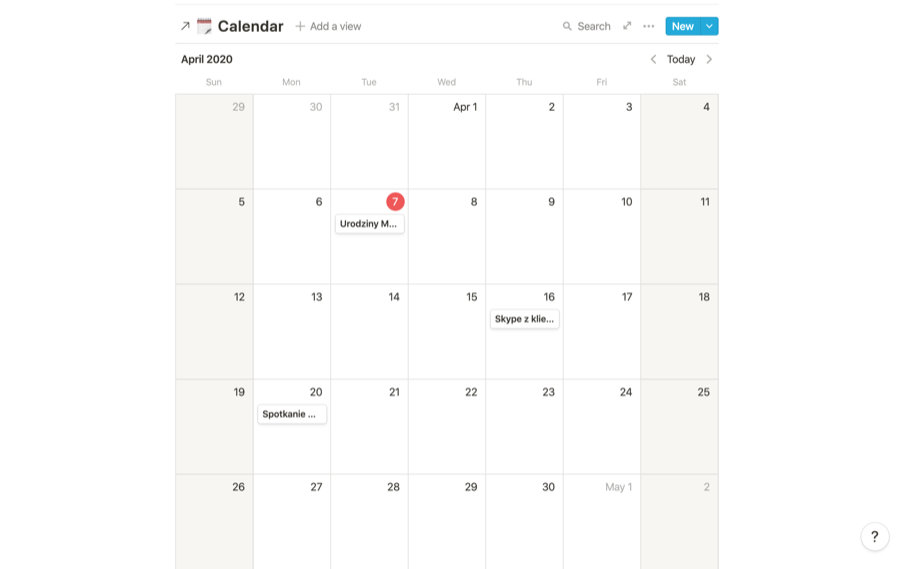 Calendar + Add a view Search New
April 2020 Today
Sun Mon Tue Wed Thu Fri Sat
29 30 31 Apr 1 2 3 4
5 6 7 8 9 10 11
Urodziny M...
12 13 14 15 16 17 18
Skype z klie...
19 20 21 22 23 24 25
Spotkanie ...
26 27 28 29 30 May 1 2
?